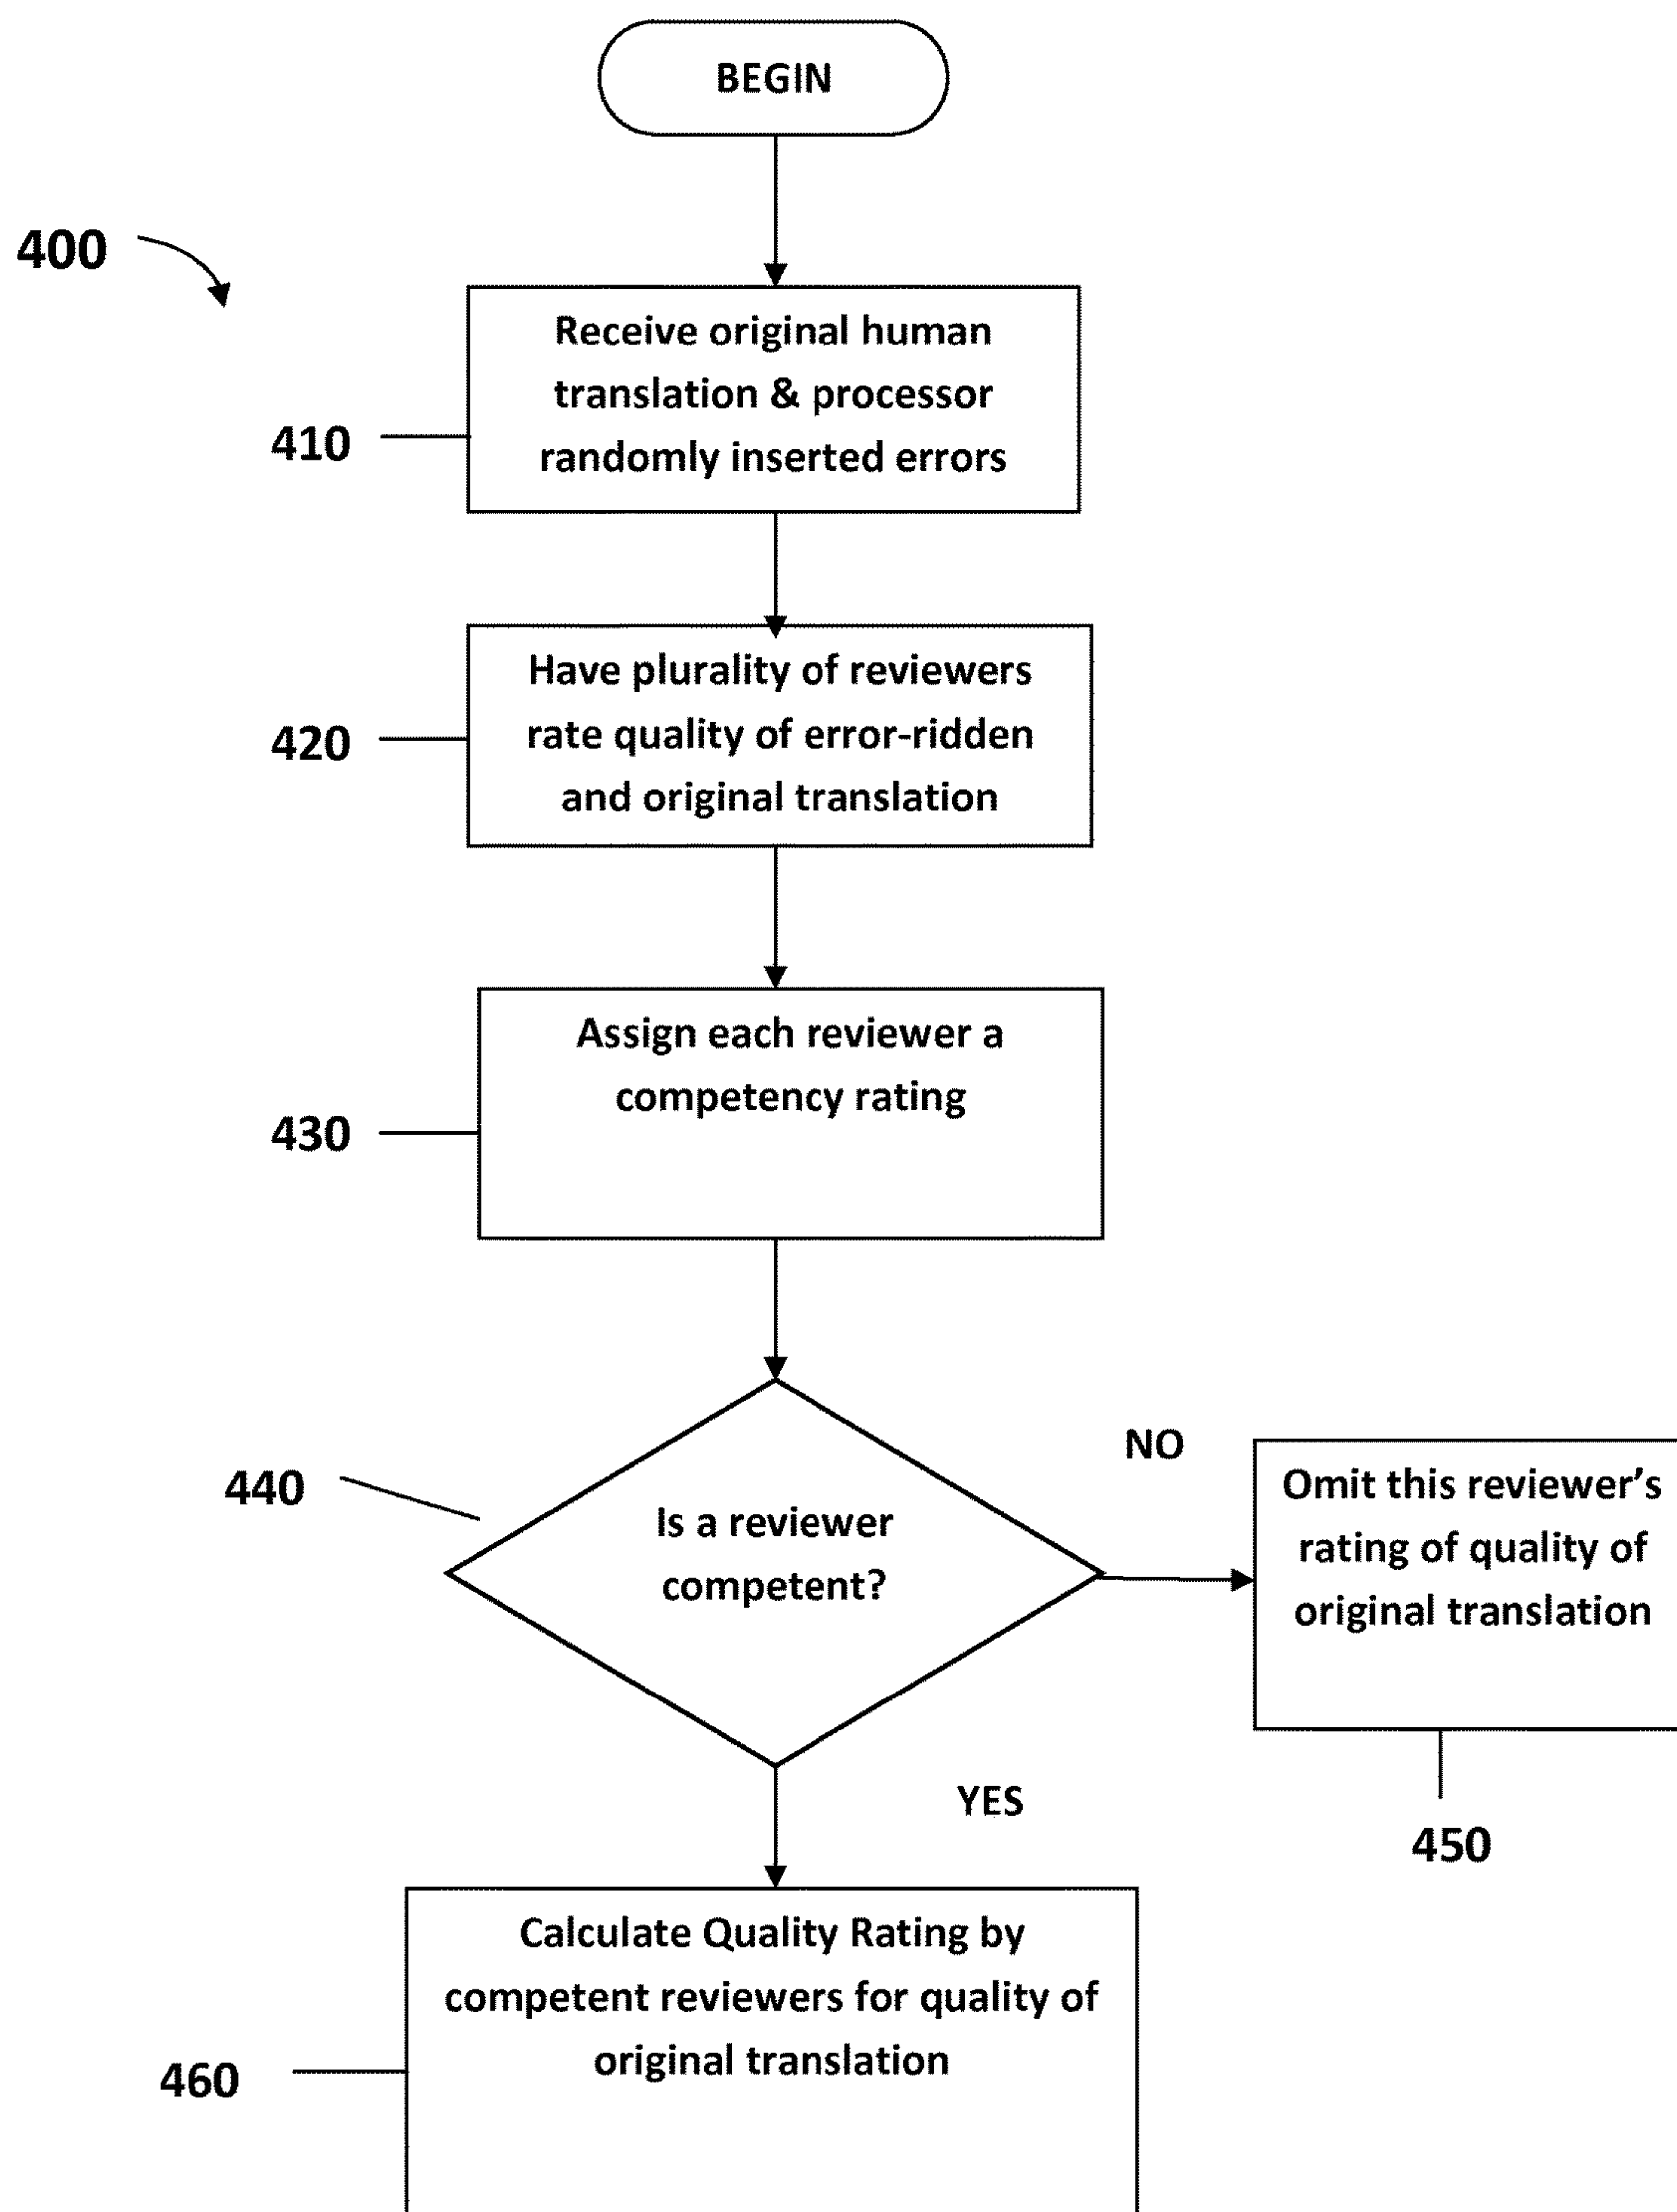 BEGIN
400
Receive original human
translation & processor
randomly inserted errors
410
Have plurality of reviewers
rate quality of error-ridden
and original translation
420
Assign each reviewer a
competency rating
430
440
Is a reviewer
competent?
NO
Omit this reviewer’s
rating of quality of
original translation
450
YES
Calculate Quality Rating by
competent reviewers for quality of
original translation
460